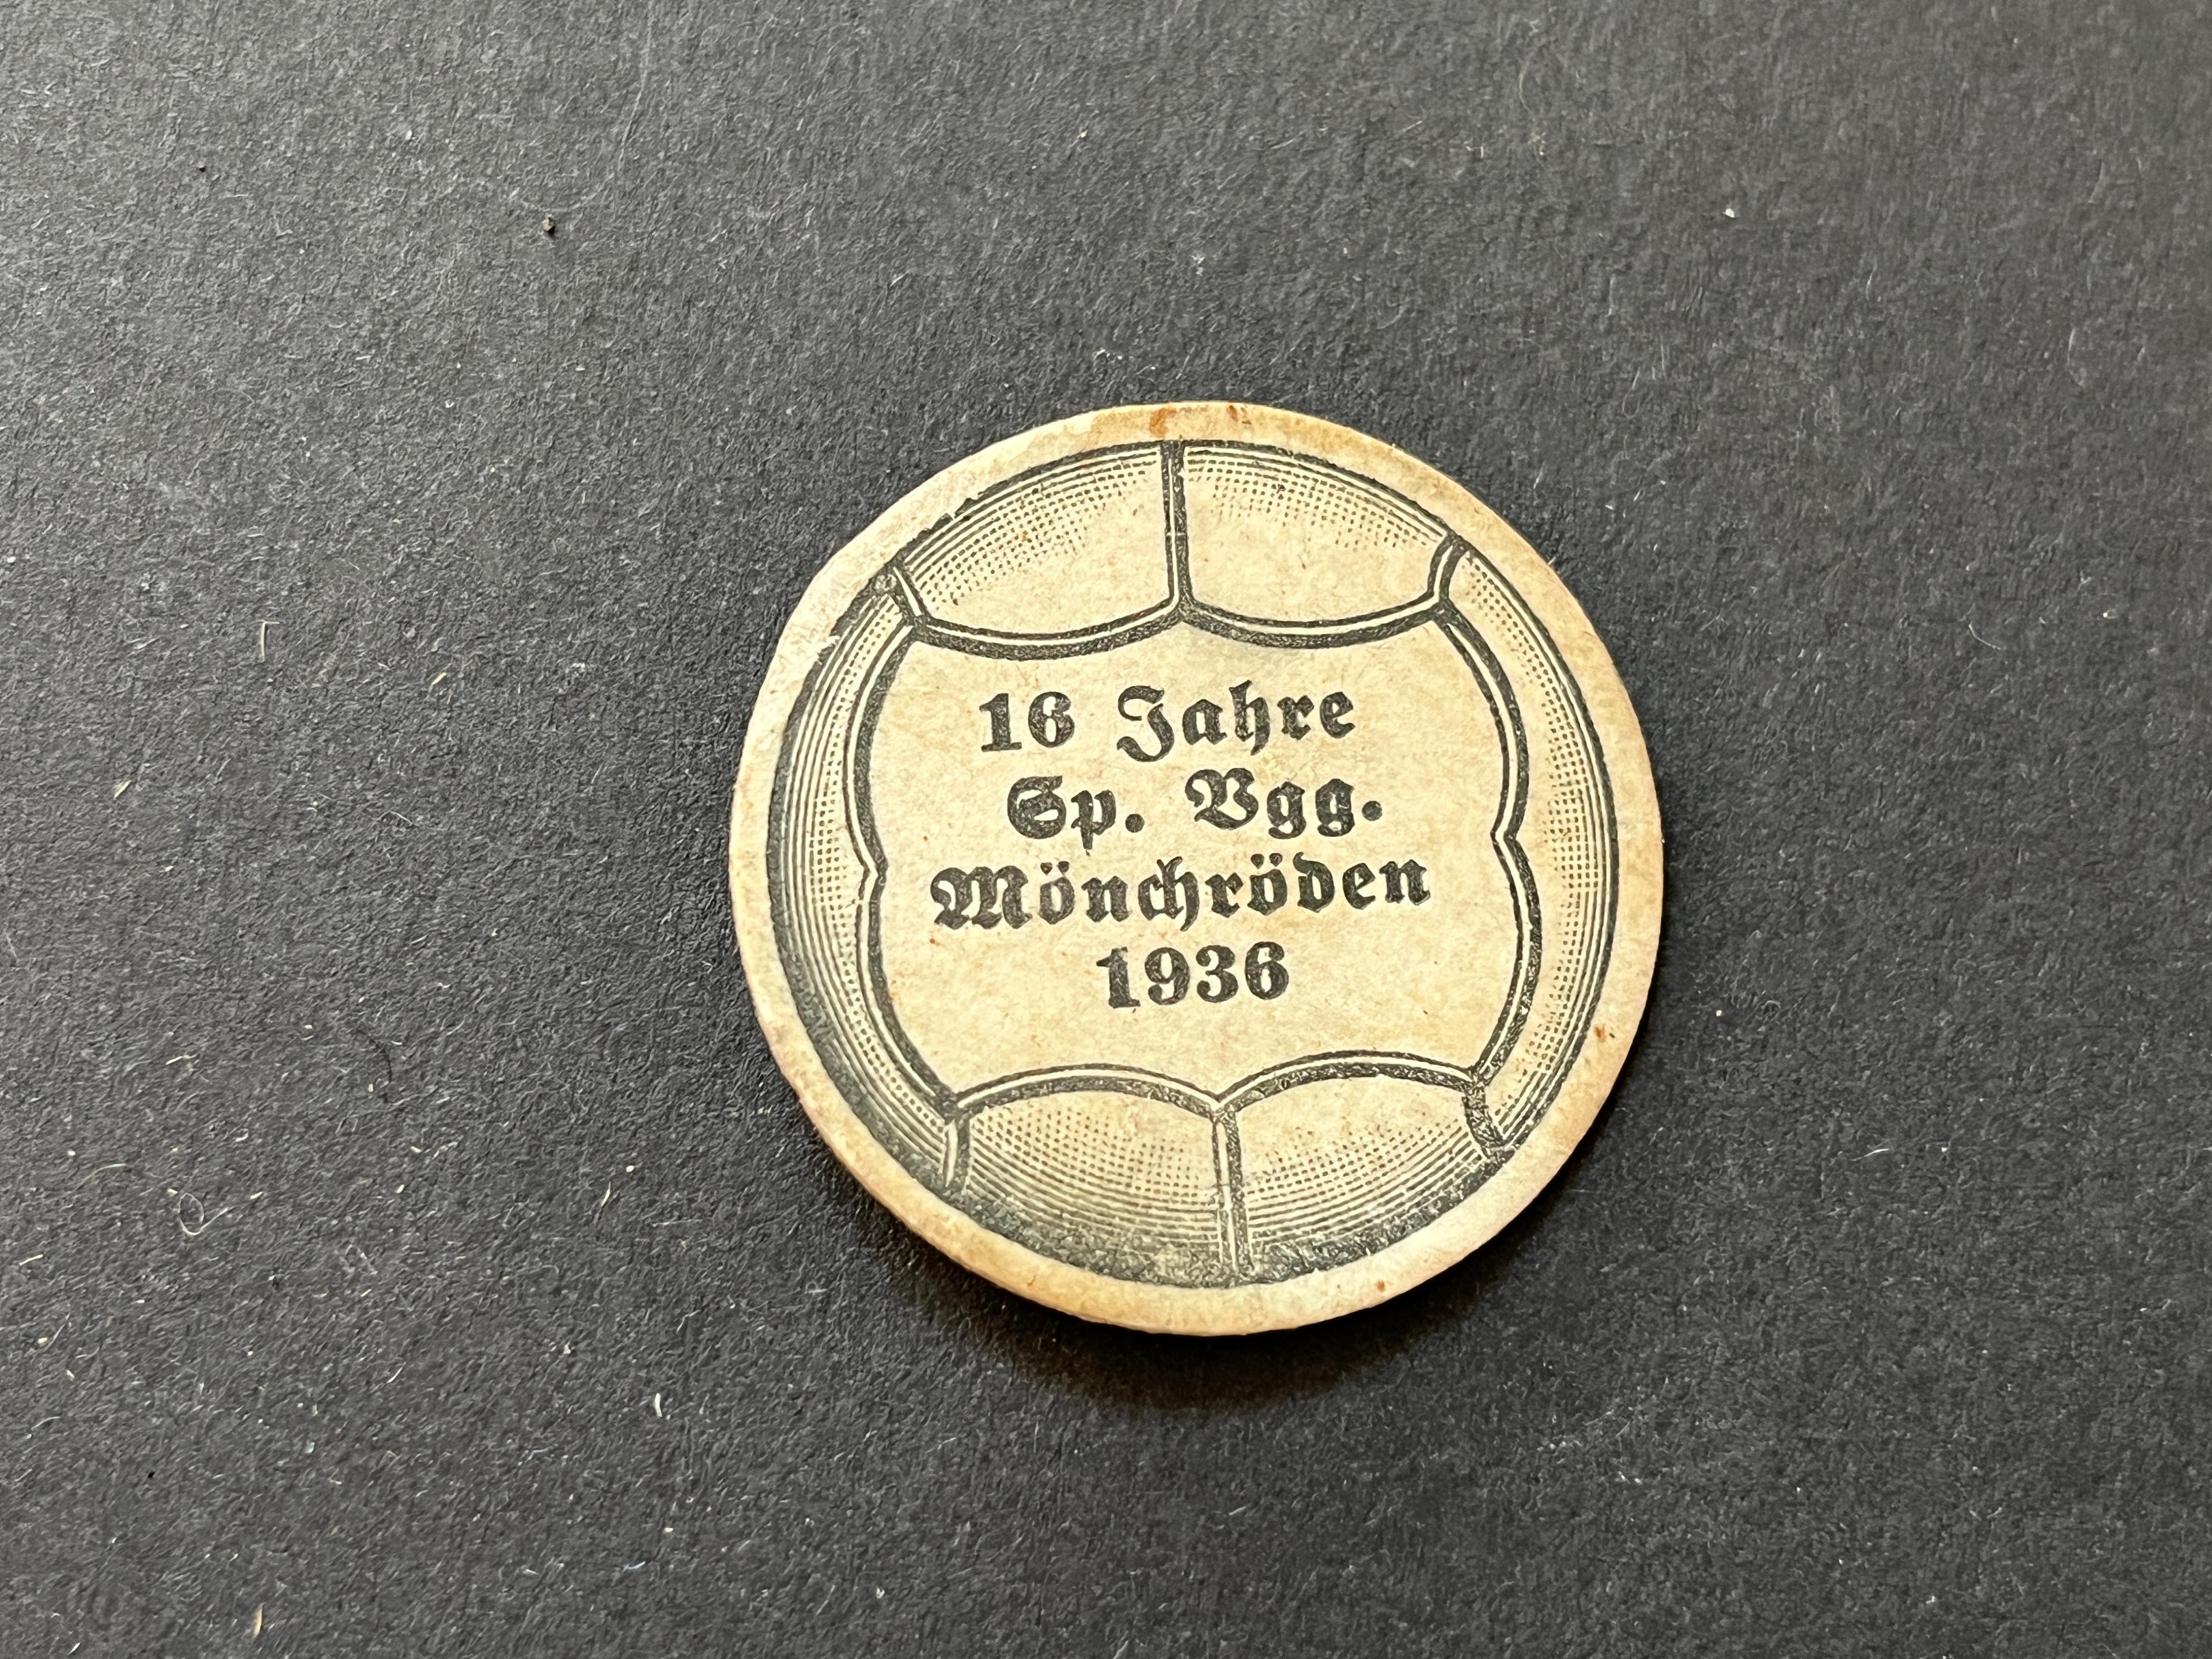 16 Jahre
Sp. Vgg.
Mönchröden
1936